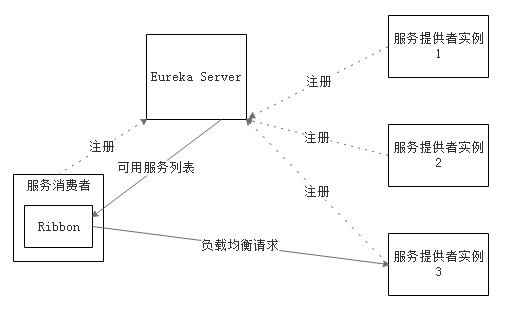 服务提供者实例
1
Eureka Server
注册
注册
服务提供者实例
2
注册
可用服务列表
服务消费者
注册
Ribbon
负载均衡请求
服务提供者实例
3